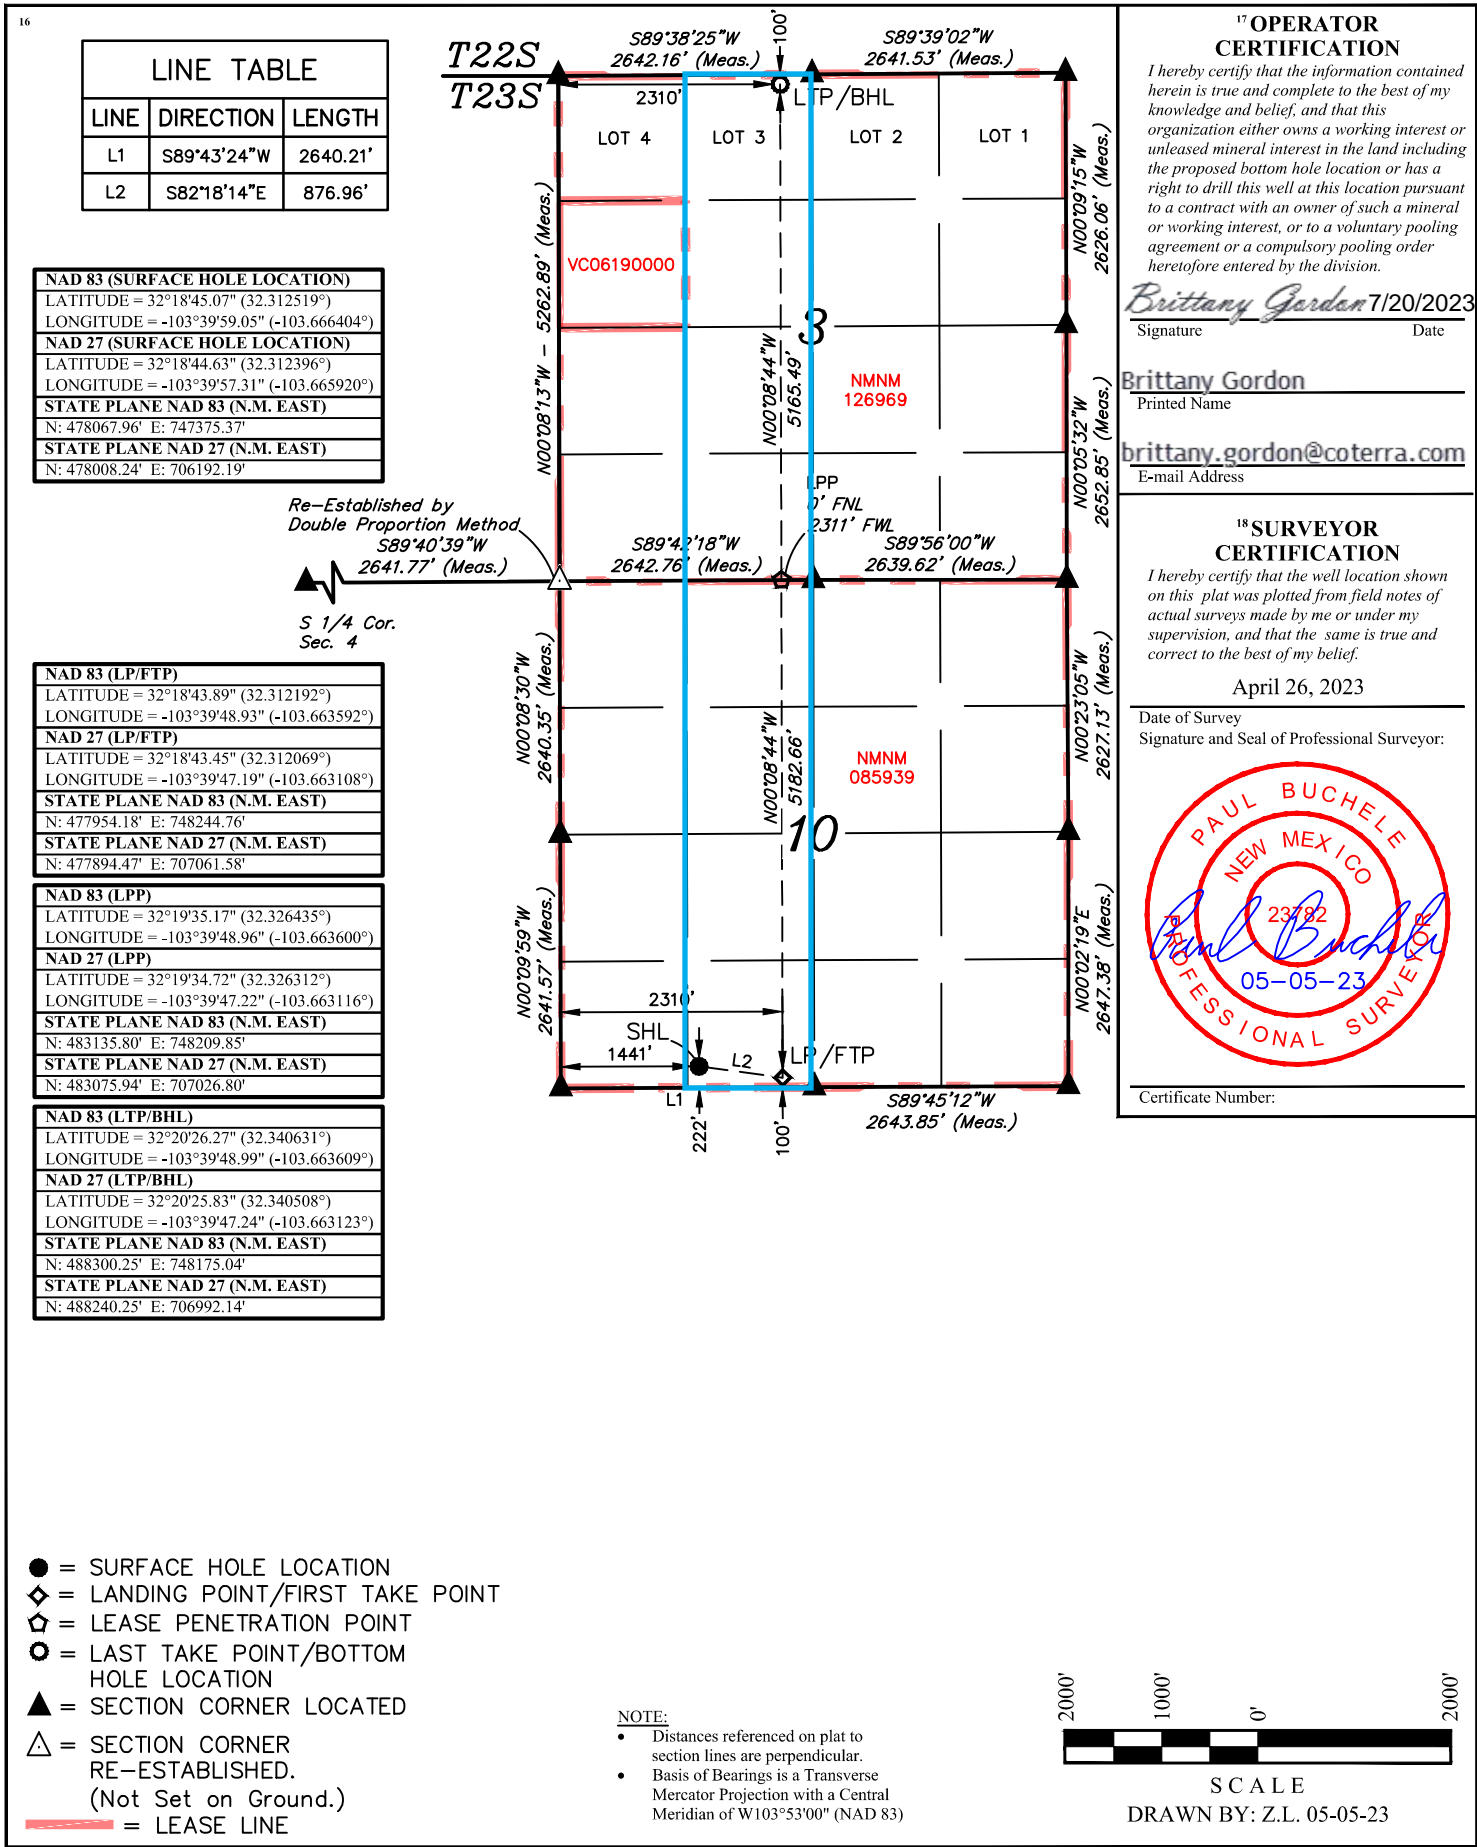 16
LINE TABLE
LINE DIRECTION LENGTH
L1 S89°43'24"W 2640.21'
L2 S82°18'14"E 876.96'
NAD 83 (SURFACE HOLE LOCATION)
LATITUDE = 32°18'45.07" (32.312519°)
LONGITUDE = -103°39'59.05" (-103.666404°)
NAD 27 (SURFACE HOLE LOCATION)
LATITUDE = 32°18'44.63" (32.312396°)
LONGITUDE = -103°39'57.31" (-103.665920°)
STATE PLANE NAD 83 (N.M. EAST)
N: 478067.96' E: 747375.37'
STATE PLANE NAD 27 (N.M. EAST)
N: 478008.24' E: 706192.19'
NAD 83 (LP/FTP)
LATITUDE = 32°18'43.89" (32.312192°)
LONGITUDE = -103°39'48.93" (-103.663592°)
NAD 27 (LP/FTP)
LATITUDE = 32°18'43.45" (32.312069°)
LONGITUDE = -103°39'47.19" (-103.663108°)
STATE PLANE NAD 83 (N.M. EAST)
N: 477954.18' E: 748244.76'
STATE PLANE NAD 27 (N.M. EAST)
N: 477894.47' E: 707061.58'
NAD 83 (LPP)
LATITUDE = 32°19'35.17" (32.326435°)
LONGITUDE = -103°39'48.96" (-103.663600°)
NAD 27 (LPP)
LATITUDE = 32°19'34.72" (32.326312°)
LONGITUDE = -103°39'47.22" (-103.663116°)
STATE PLANE NAD 83 (N.M. EAST)
N: 483135.80' E: 748209.85'
STATE PLANE NAD 27 (N.M. EAST)
N: 483075.94' E: 707026.80'
NAD 83 (LTP/BHL)
LATITUDE = 32°20'26.27" (32.340631°)
LONGITUDE = -103°39'48.99" (-103.663609°)
NAD 27 (LTP/BHL)
LATITUDE = 32°20'25.83" (32.340508°)
LONGITUDE = -103°39'47.24" (-103.663123°)
STATE PLANE NAD 83 (N.M. EAST)
N: 488300.25' E: 748175.04'
STATE PLANE NAD 27 (N.M. EAST)
N: 488240.25' E: 706992.14'
T22S
T23S
S89°38'25"W
2642.16' (Meas.)
100'
S89°39'02"W
2641.53' (Meas.)
2310'
LTP/BHL
LOT 4
LOT 3
LOT 2
LOT 1
N00°08'13"W - 5262.89' (Meas.)
N00°09'15"W
2626.06' (Meas.)
VC06190000
3
N00°08'44"W
5165.49'
NMNM
126969
N00°05'32"W
2652.85' (Meas.)
LPP
0' FNL
2311' FWL
Re-Established by
Double Proportion Method
S89°40'39"W
2641.77' (Meas.)
S89°42'18"W
2642.76' (Meas.)
S89°56'00"W
2639.62' (Meas.)
S 1/4 Cor.
Sec. 4
N00°08'30"W
2640.35' (Meas.)
N00°08'44"W
5182.66'
NMNM
085939
N00°23'05"W
2627.13' (Meas.)
10
N00°09'59"W
2641.57' (Meas.)
N00°02'19"E
2647.38' (Meas.)
2310'
SHL
1441'
L2
LP/FTP
L1
222'
100'
S89°45'12"W
2643.85' (Meas.)
17 OPERATOR
CERTIFICATION
I hereby certify that the information contained
herein is true and complete to the best of my
knowledge and belief, and that this
organization either owns a working interest or
unleased mineral interest in the land including
the proposed bottom hole location or has a
right to drill this well at this location pursuant
to a contract with an owner of such a mineral
or working interest, or to a voluntary pooling
agreement or a compulsory pooling order
heretofore entered by the division.
Brittany Gordon 7/20/2023
Signature Date
Brittany Gordon
Printed Name
brittany.gordon@coterra.com
E-mail Address
18 SURVEYOR
CERTIFICATION
I hereby certify that the well location shown
on this plat was plotted from field notes of
actual surveys made by me or under my
supervision, and that the same is true and
correct to the best of my belief.
April 26, 2023
Date of Survey
Signature and Seal of Professional Surveyor:
PAUL BUCHELE
NEW MEXICO
23782
Paul Buchele
05-05-23
PROFESSIONAL SURVEYOR
Certificate Number:
= SURFACE HOLE LOCATION
= LANDING POINT/FIRST TAKE POINT
= LEASE PENETRATION POINT
= LAST TAKE POINT/BOTTOM
HOLE LOCATION
= SECTION CORNER LOCATED
= SECTION CORNER
RE-ESTABLISHED.
(Not Set on Ground.)
= LEASE LINE
NOTE:
• Distances referenced on plat to
section lines are perpendicular.
• Basis of Bearings is a Transverse
Mercator Projection with a Central
Meridian of W103°53'00" (NAD 83)
2000' 1000' 0' 2000'
SCALE
DRAWN BY: Z.L. 05-05-23